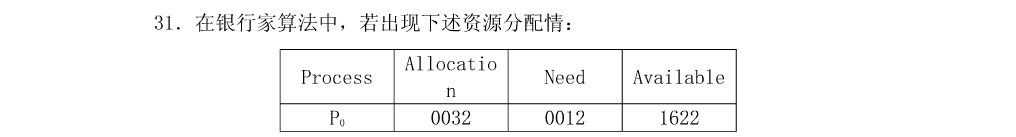 31．在银行家算法中，若出现下述资源分配情：
Process Allocatio
n Need Available
P₀ 0032 0012 1622